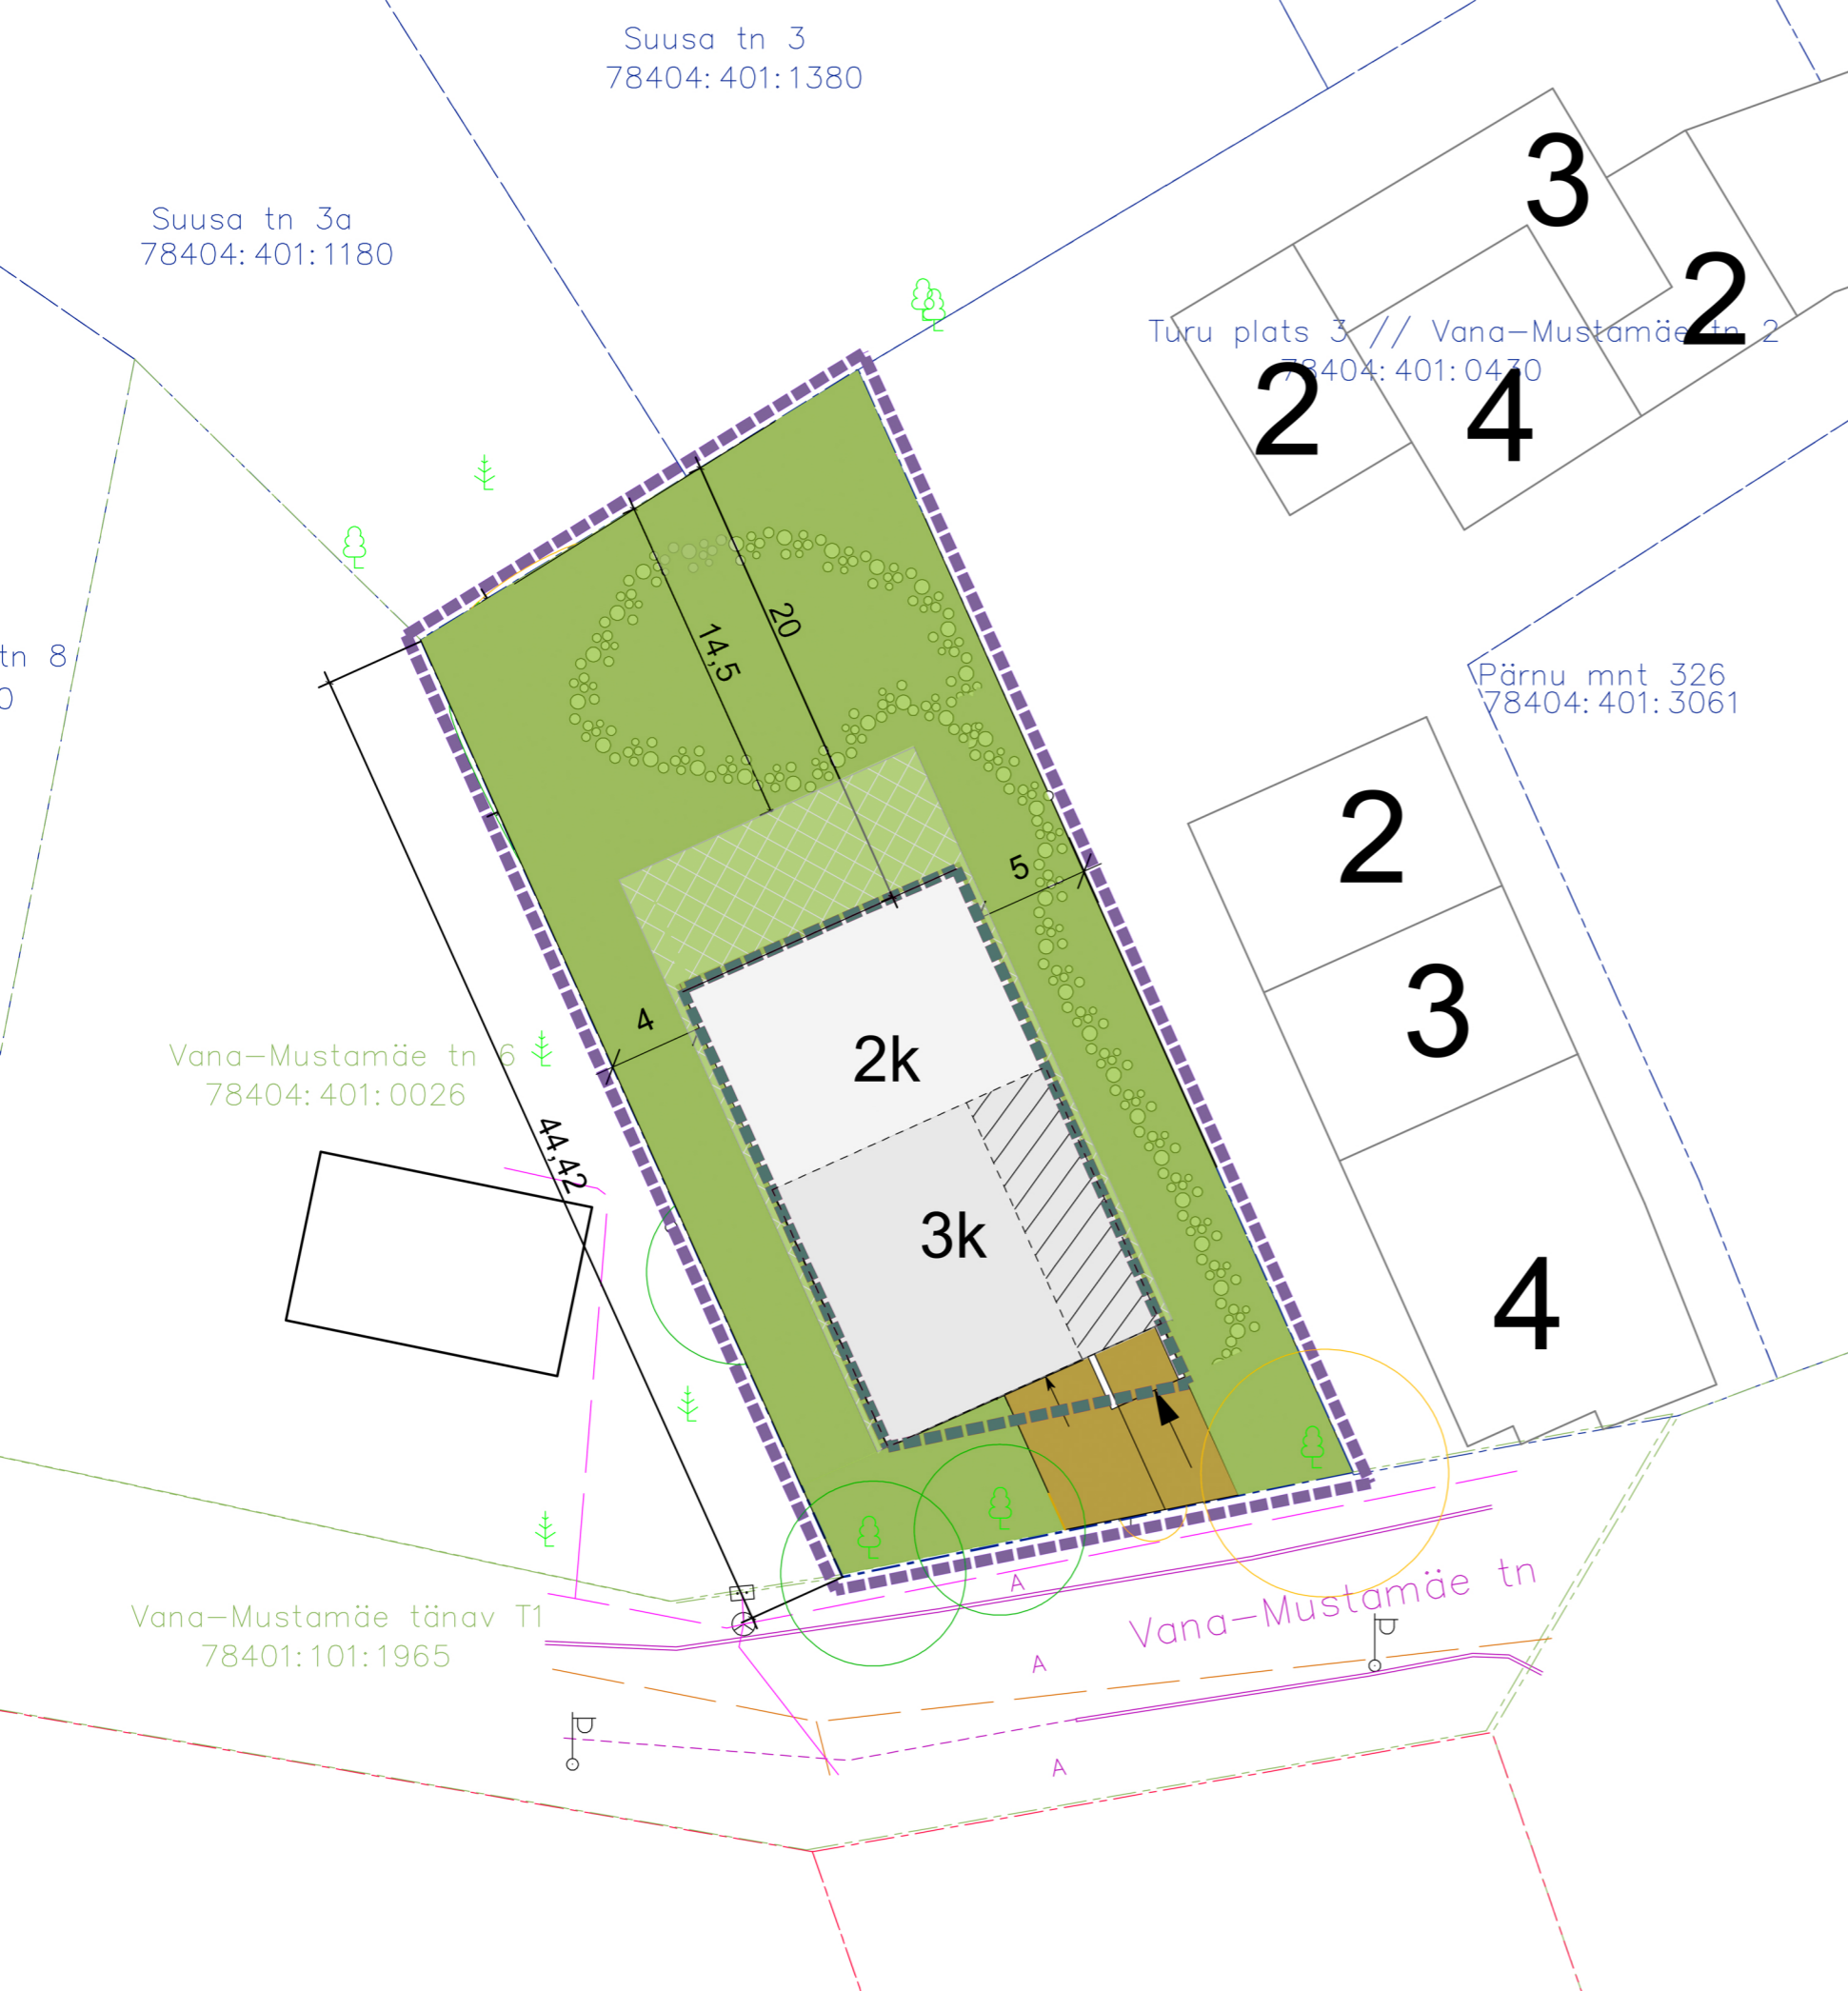 Suusa tn 3
78404:401:1380
Suusa tn 3a
78404:401:1180
3
2
Turu plats 3 // Vana-Mustamäe tn 2
78404:401:0430
2
4
20
14,5
tn 8
0
Pärnu mnt 326
78404:401:3061
2
5
3
4
2k
Vana-Mustamäe tn 6
78404:401:0026
44,42
3k
4
Vana-Mustamäe tn
A
Vana-Mustamäe tänav T1
78401:101:1965
A
A